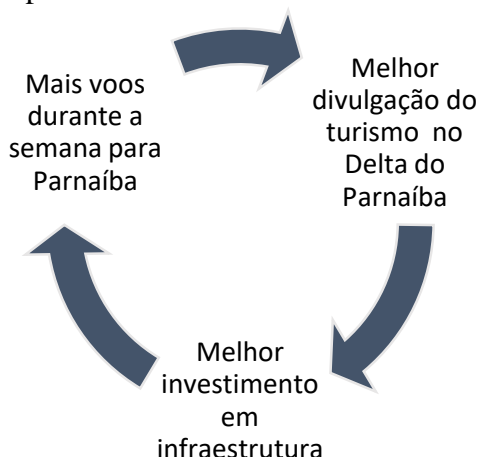 Mais voos
durante a
semana para
Parnaíba
Melhor
divulgação do
turismo no
Delta do
Parnaíba
Melhor
investimento
em
infraestrutura